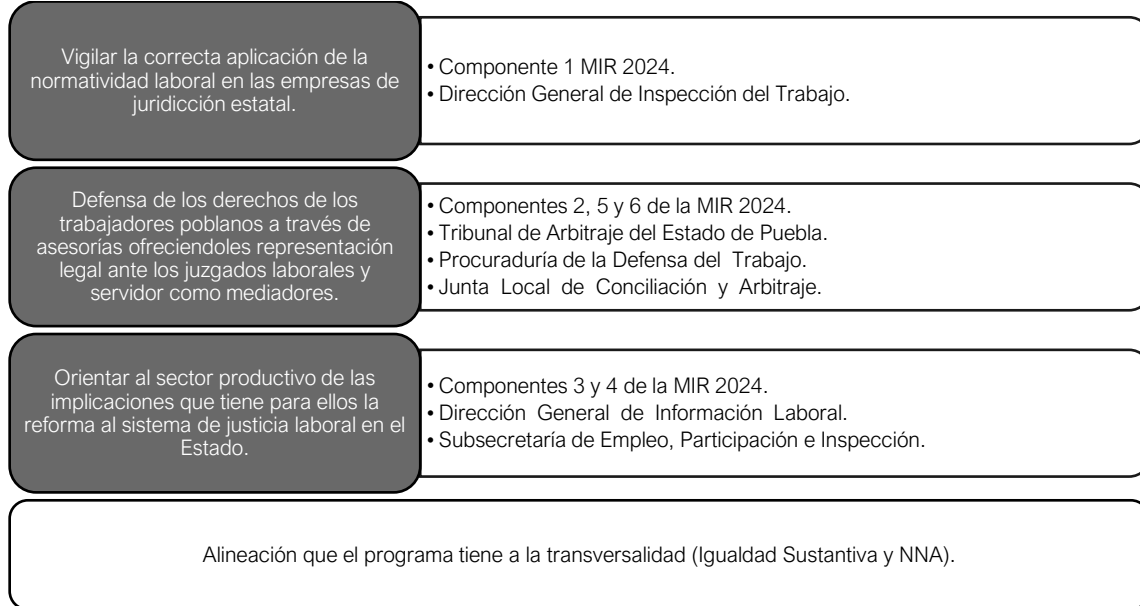 Vigilar la correcta aplicación de la
normatividad laboral en las empresas de
juridicción estatal.
• Componente 1 MIR 2024.
• Dirección General de Inspección del Trabajo.
Defensa de los derechos de los
trabajadores poblanos a través de
asesorías ofreciendoles representación
legal ante los juzgados laborales y
servidor como mediadores.
• Componentes 2, 5 y 6 de la MIR 2024.
• Tribunal de Arbitraje del Estado de Puebla.
• Procuraduría de la Defensa del Trabajo.
• Junta Local de Conciliación y Arbitraje.
Orientar al sector productivo de las
implicaciones que tiene para ellos la
reforma al sistema de justicia laboral en el
Estado.
• Componentes 3 y 4 de la MIR 2024.
• Dirección General de Información Laboral.
• Subsecretaría de Empleo, Participación e Inspección.
Alineación que el programa tiene a la transversalidad (Igualdad Sustantiva y NNA).